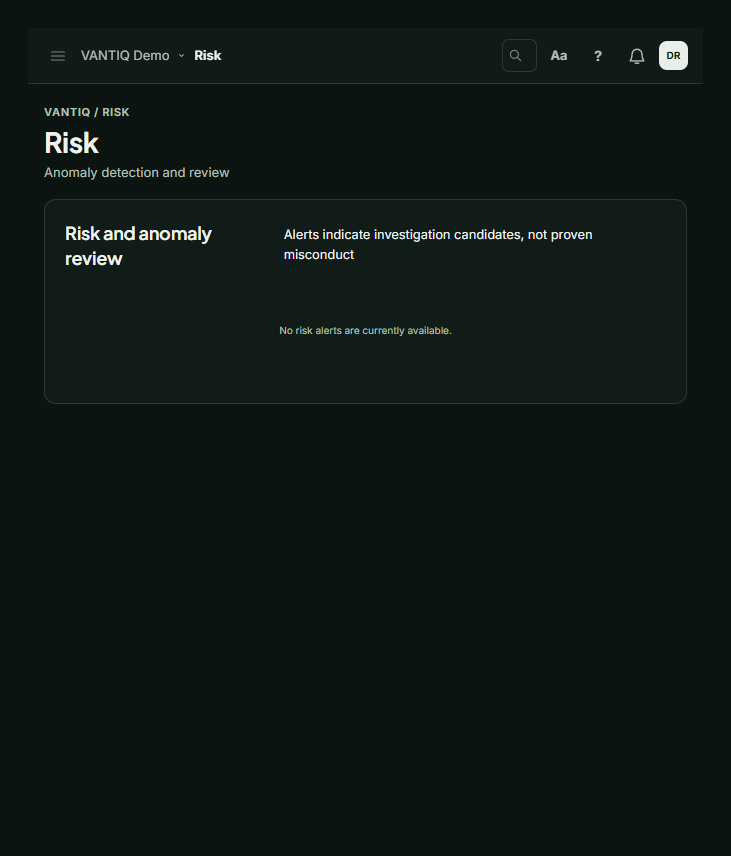 VANTIQ Demo Risk
Aa ? DR
VANTIQ / RISK
Risk
Anomaly detection and review
Risk and anomaly
review
Alerts indicate investigation candidates, not proven
misconduct
No risk alerts are currently available.